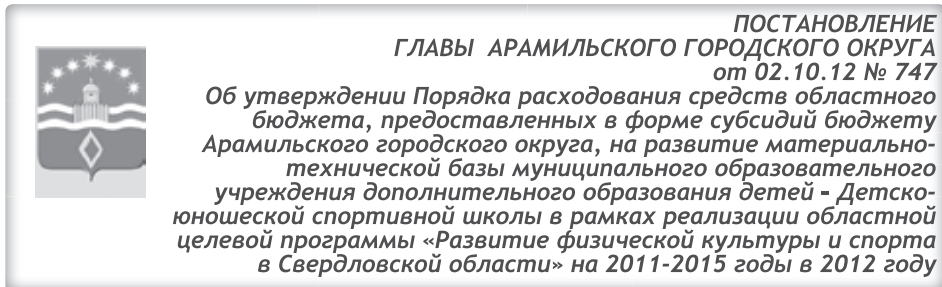 ПОСТАНОВЛЕНИЕ
ГЛАВЫ АРАМИЛЬСКОГО ГОРОДСКОГО ОКРУГА
от 02.10.12 № 747
Об утверждении Порядка расходования средств областного
бюджета, предоставленных в форме субсидий бюджету
Арамильского городского округа, на развитие материально-
технической базы муниципального образовательного
учреждения дополнительного образования детей - Детско-
юношеской спортивной школы в рамках реализации областной
целевой программы «Развитие физической культуры и спорта
в Свердловской области» на 2011-2015 годы в 2012 году